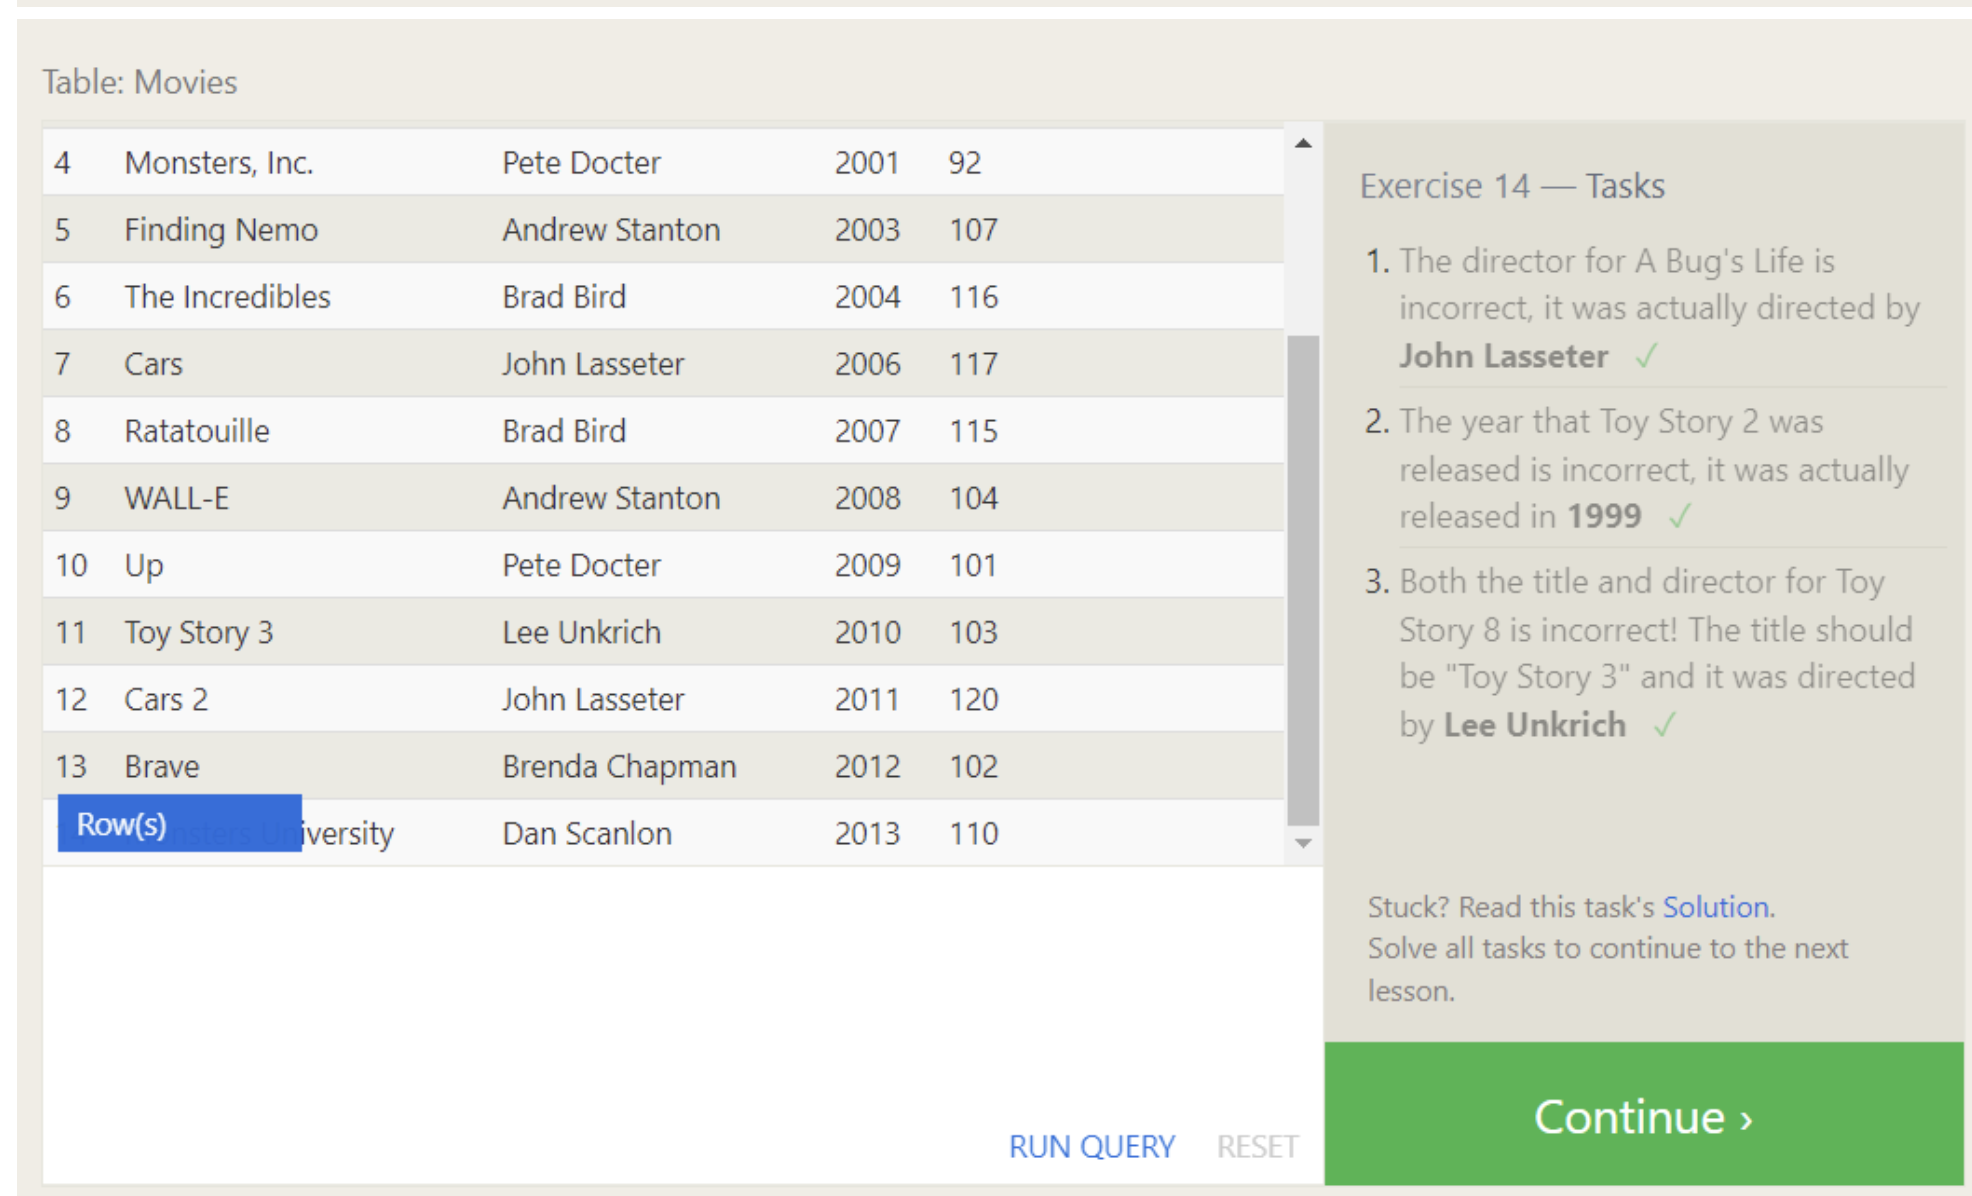 Table: Movies
4 Monsters, Inc. Pete Docter 2001 92
5 Finding Nemo Andrew Stanton 2003 107
6 The Incredibles Brad Bird 2004 116
7 Cars John Lasseter 2006 117
8 Ratatouille Brad Bird 2007 115
9 WALL-E Andrew Stanton 2008 104
10 Up Pete Docter 2009 101
11 Toy Story 3 Lee Unkrich 2010 103
12 Cars 2 John Lasseter 2011 120
13 Brave Brenda Chapman 2012 102
Row(s)
Monsters University Dan Scanlon 2013 110
RUN QUERY RESET
Exercise 14 — Tasks
1. The director for A Bug's Life is
incorrect, it was actually directed by
John Lasseter ✓
2. The year that Toy Story 2 was
released is incorrect, it was actually
released in 1999 ✓
3. Both the title and director for Toy
Story 8 is incorrect! The title should
be "Toy Story 3" and it was directed
by Lee Unkrich ✓
Stuck? Read this task's Solution.
Solve all tasks to continue to the next
lesson.
Continue ›